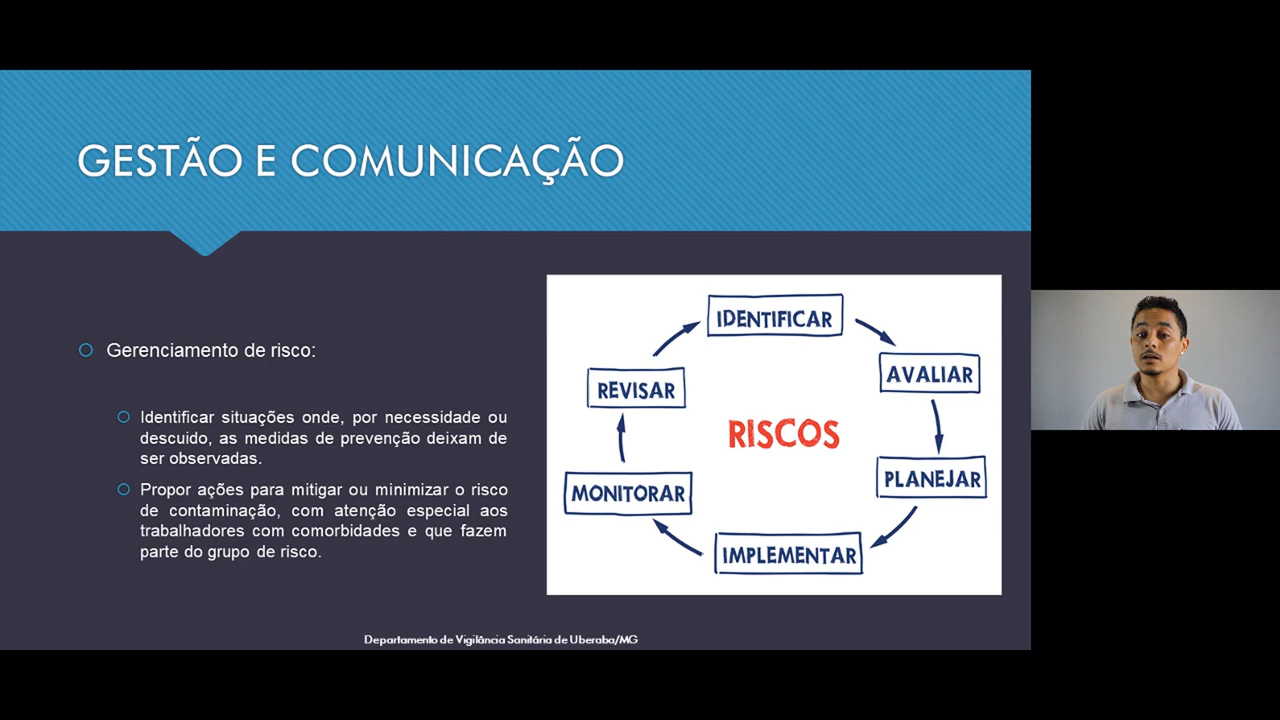 GESTÃO E COMUNICAÇÃO
Gerenciamento de risco:
Identificar situações onde, por necessidade ou
descuido, as medidas de prevenção deixam de
ser observadas.
Propor ações para mitigar ou minimizar o risco
de contaminação, com atenção especial aos
trabalhadores com comorbidades e que fazem
parte do grupo de risco.
IDENTIFICAR
AVALIAR
PLANEJAR
IMPLEMENTAR
MONITORAR
REVISAR
RISCOS
Departamento de Vigilância Sanitária de Uberaba/MG